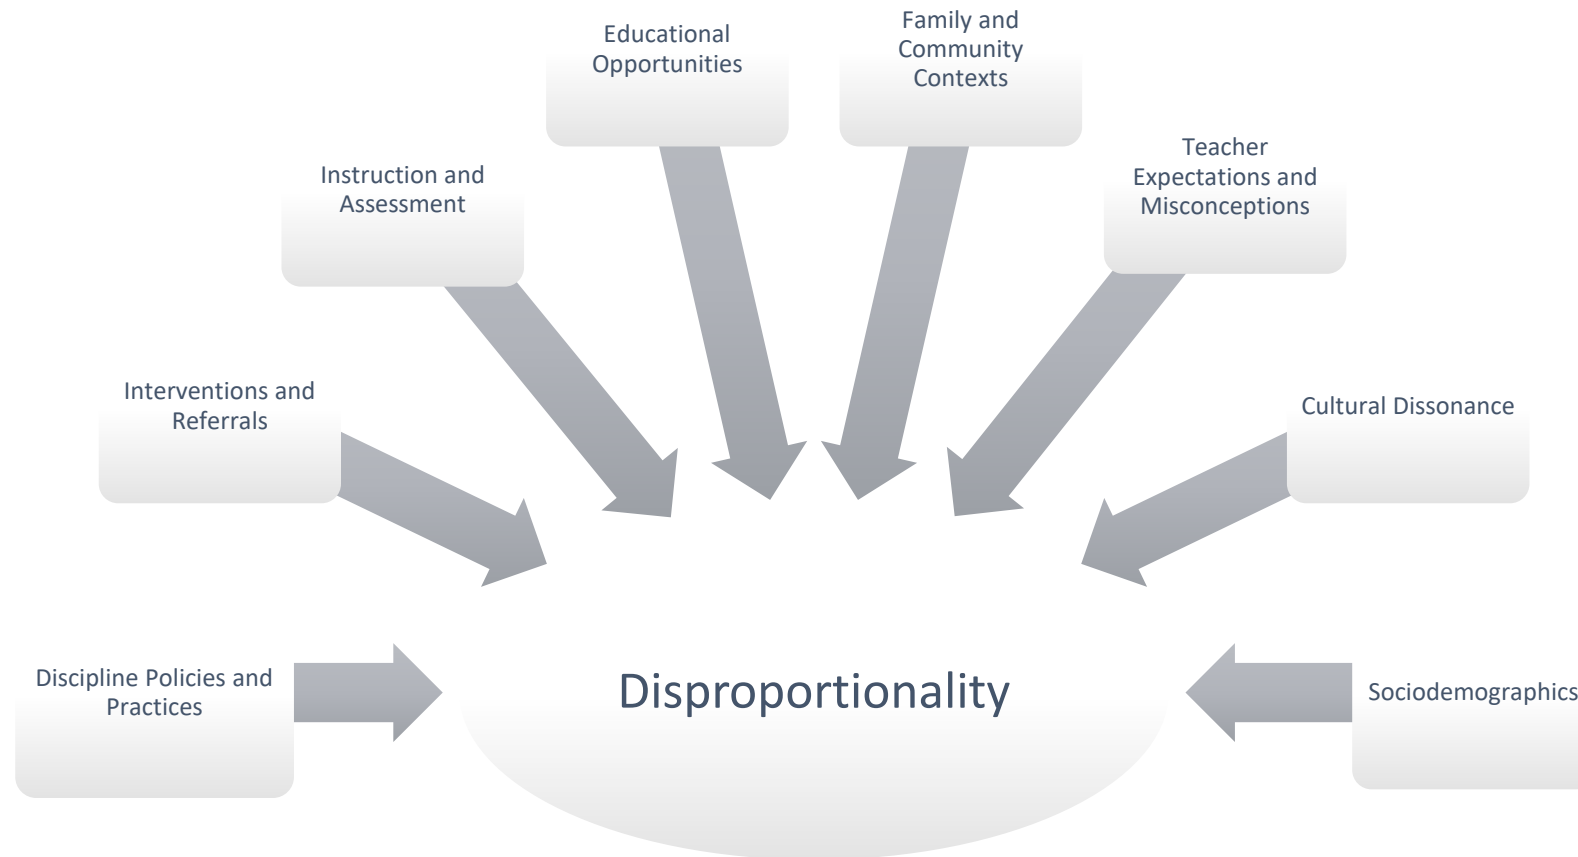 Educational
Opportunities
Family and
Community
Contexts
Instruction and
Assessment
Teacher
Expectations and
Misconceptions
Interventions and
Referrals
Cultural Dissonance
Discipline Policies and
Practices
Disproportionality
Sociodemographics